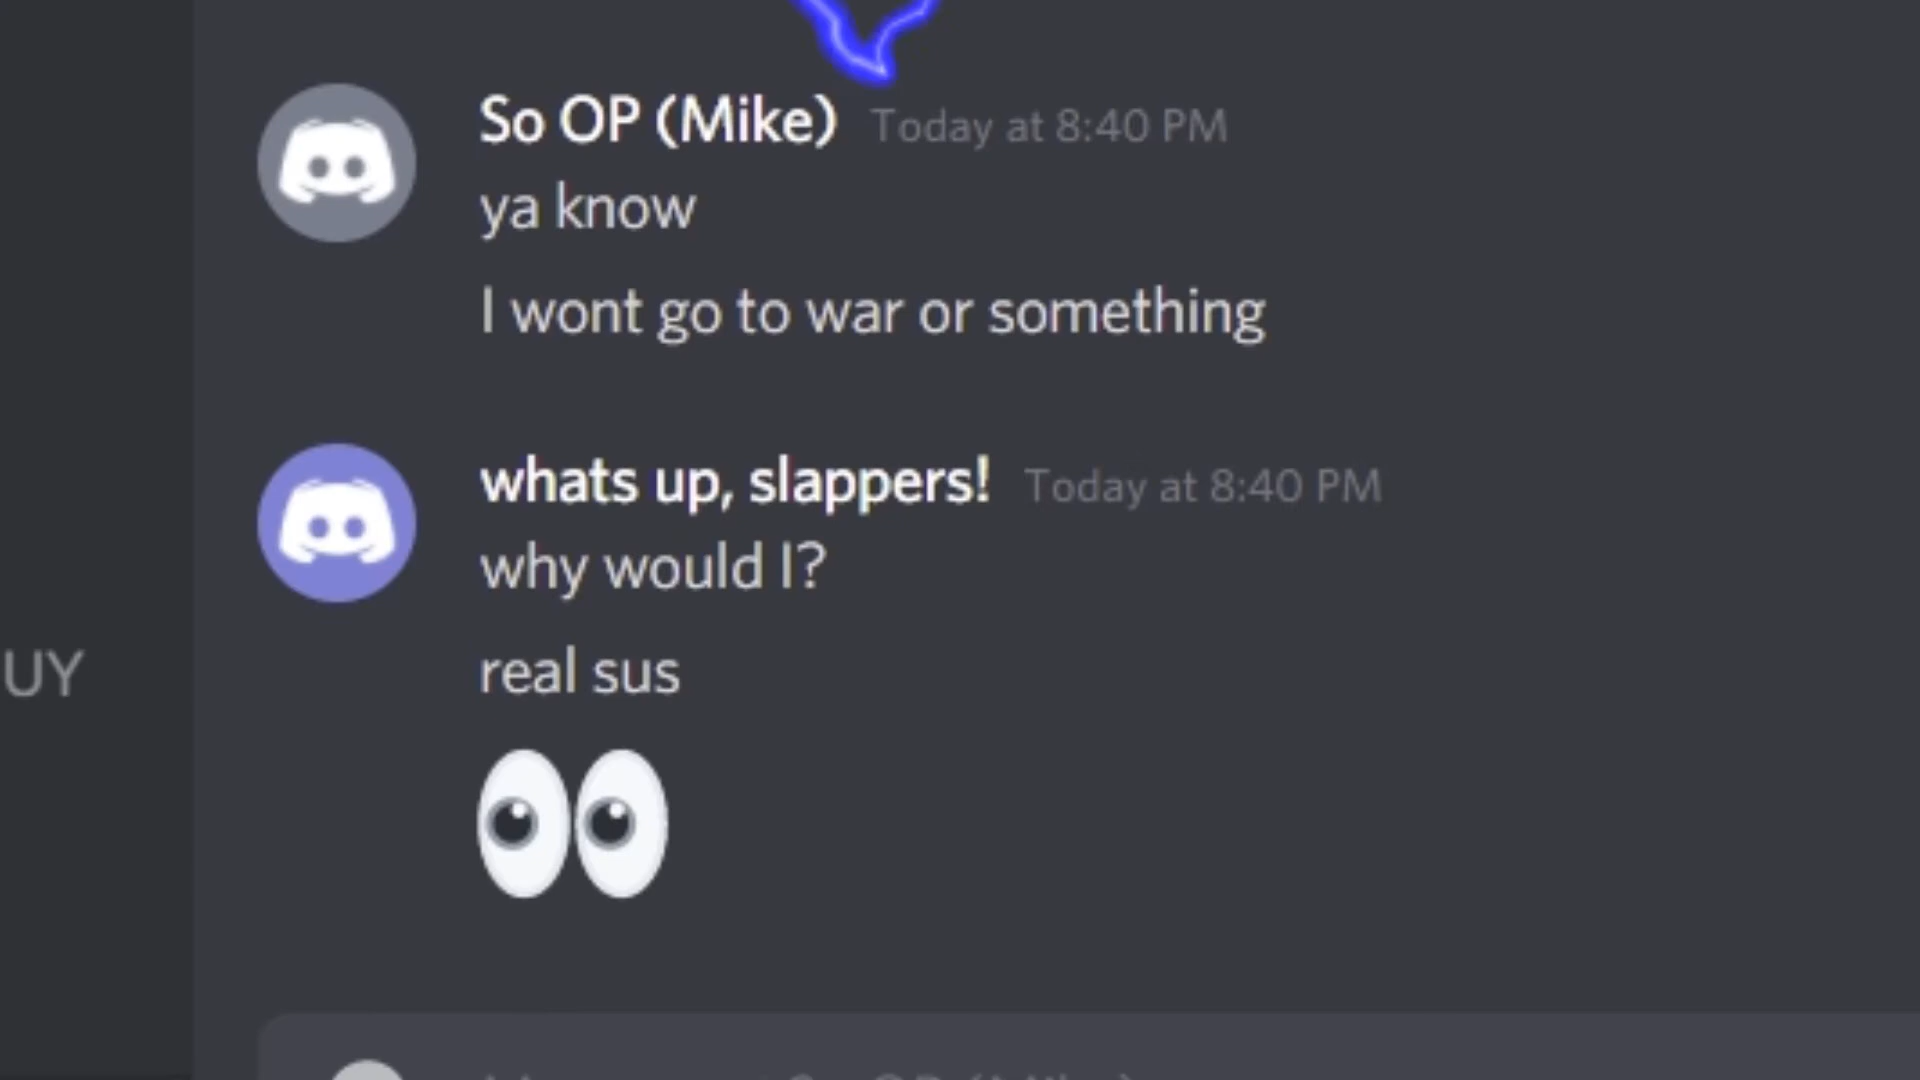 So OP (Mike) Today at 8:40 PM
ya know
I wont go to war or something
whats up, slappers! Today at 8:40 PM
why would I?
real sus
UY